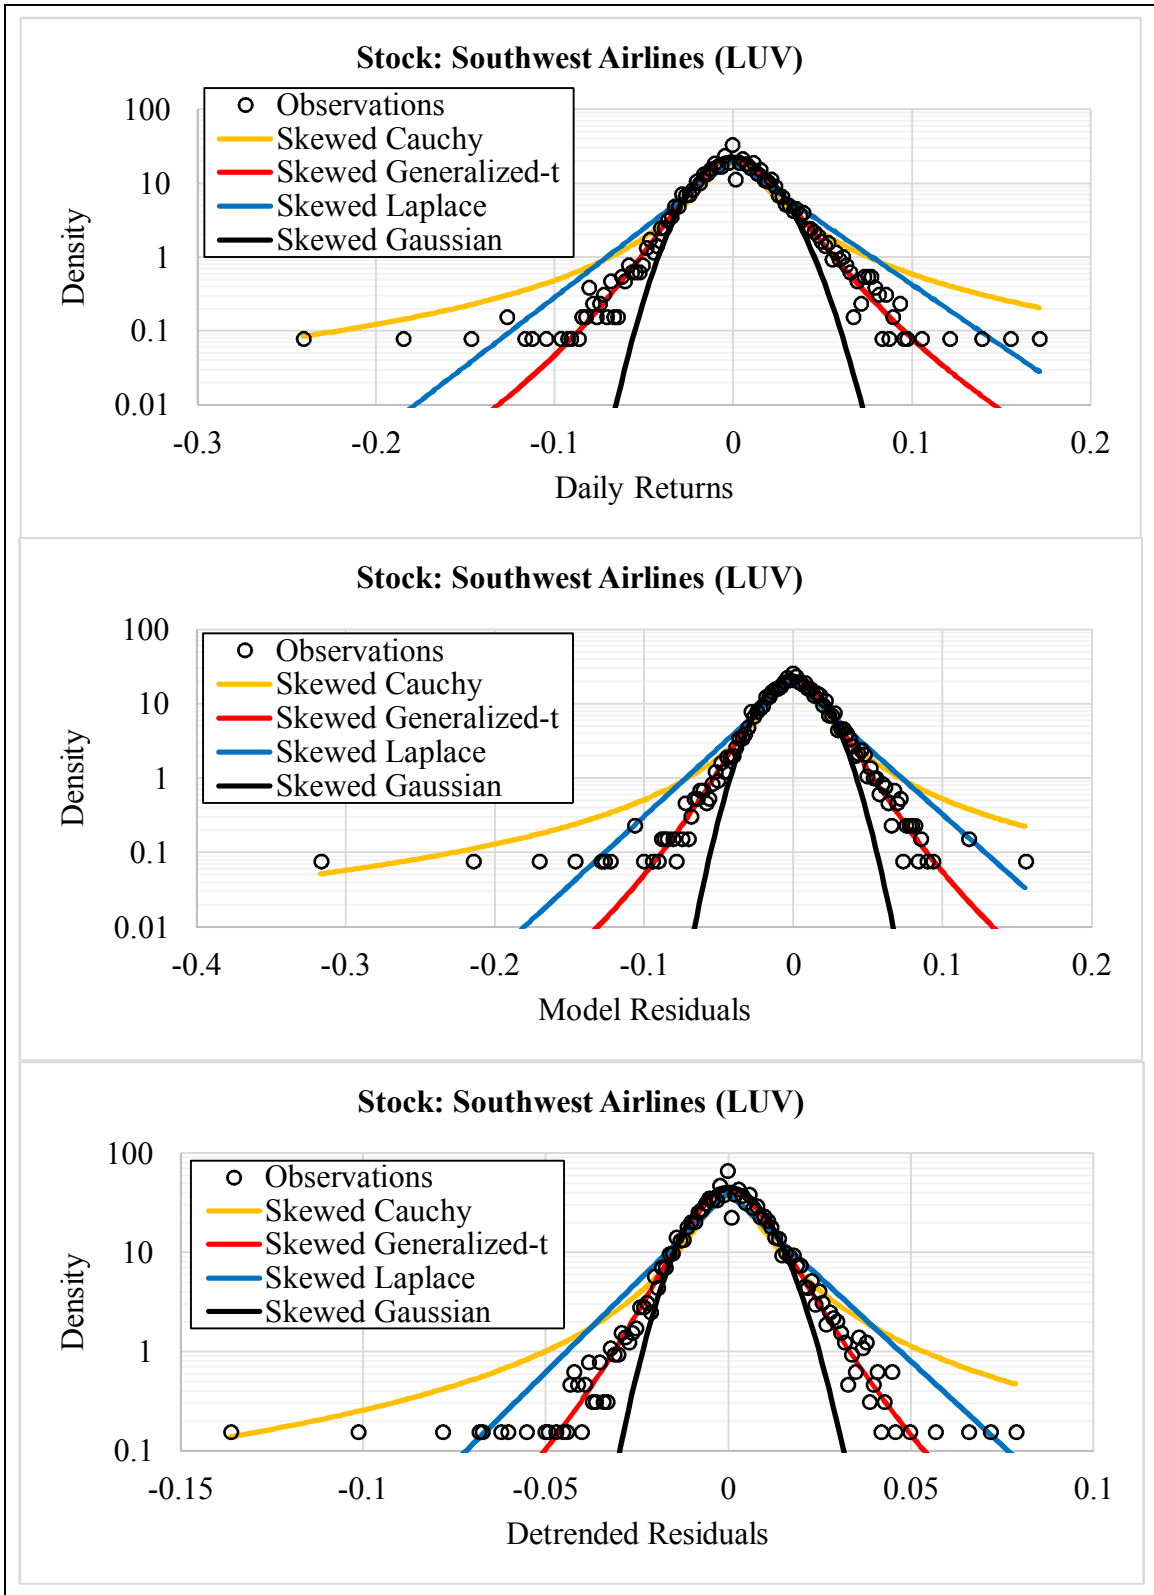 Stock: Southwest Airlines (LUV)
Observations
Skewed Cauchy
Skewed Generalized-t
Skewed Laplace
Skewed Gaussian
Density
100
10
1
0.1
0.01
-0.3 -0.2 -0.1 0 0.1 0.2
Daily Returns
Stock: Southwest Airlines (LUV)
Observations
Skewed Cauchy
Skewed Generalized-t
Skewed Laplace
Skewed Gaussian
Density
100
10
1
0.1
0.01
-0.4 -0.3 -0.2 -0.1 0 0.1 0.2
Model Residuals
Stock: Southwest Airlines (LUV)
Observations
Skewed Cauchy
Skewed Generalized-t
Skewed Laplace
Skewed Gaussian
Density
100
10
1
0.1
-0.15 -0.1 -0.05 0 0.05 0.1
Detrended Residuals